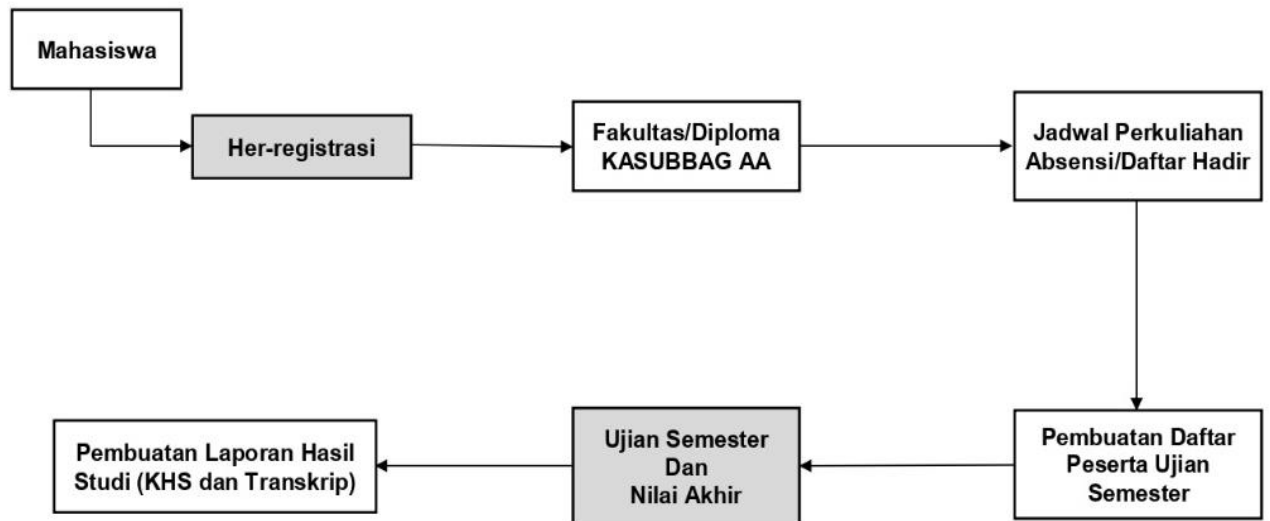 Mahasiswa
Her-registrasi
Fakultas/Diploma
KASUBBAG AA
Jadwal Perkuliahan
Absensi/Daftar Hadir
Pembuatan Daftar
Peserta Ujian
Semester
Ujian Semester
Dan
Nilai Akhir
Pembuatan Laporan Hasil
Studi (KHS dan Transkrip)